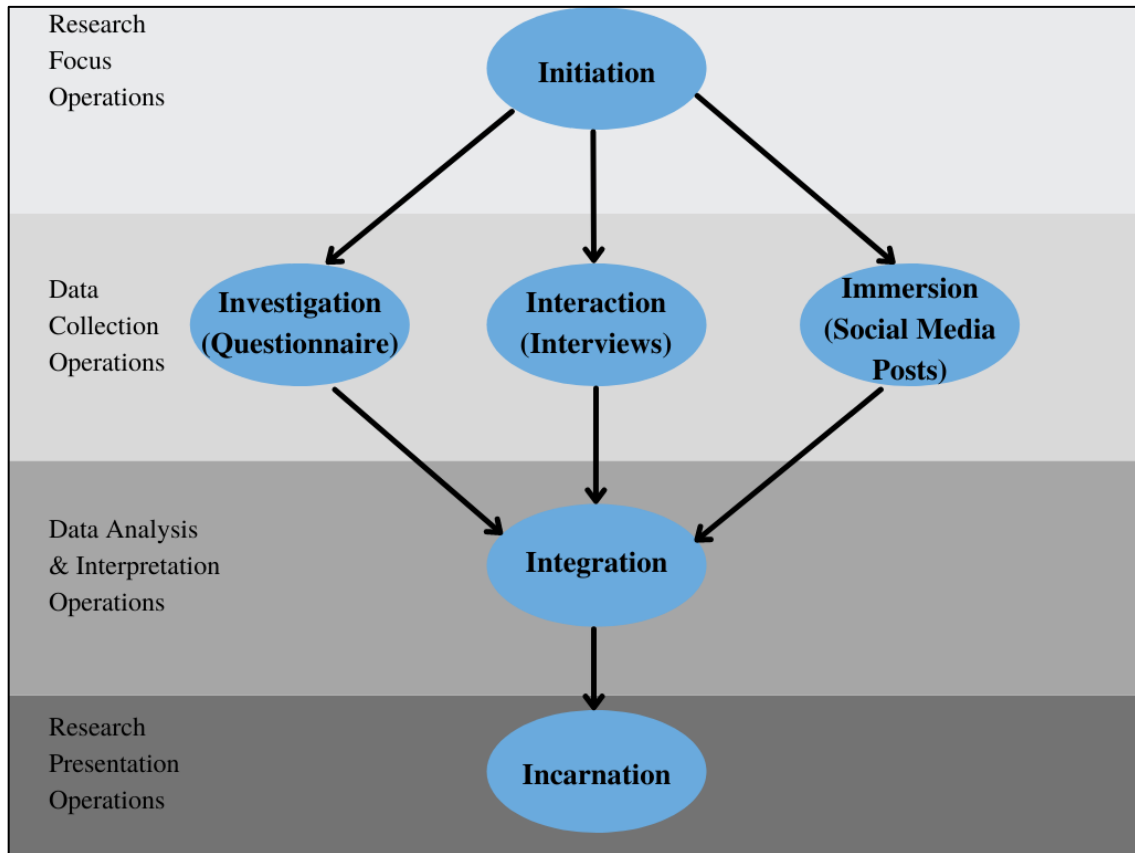 Research
Focus
Operations
Initiation
Data
Collection
Operations
Investigation
(Questionnaire)
Interaction
(Interviews)
Immersion
(Social Media
Posts)
Data Analysis
& Interpretation
Operations
Integration
Research
Presentation
Operations
Incarnation